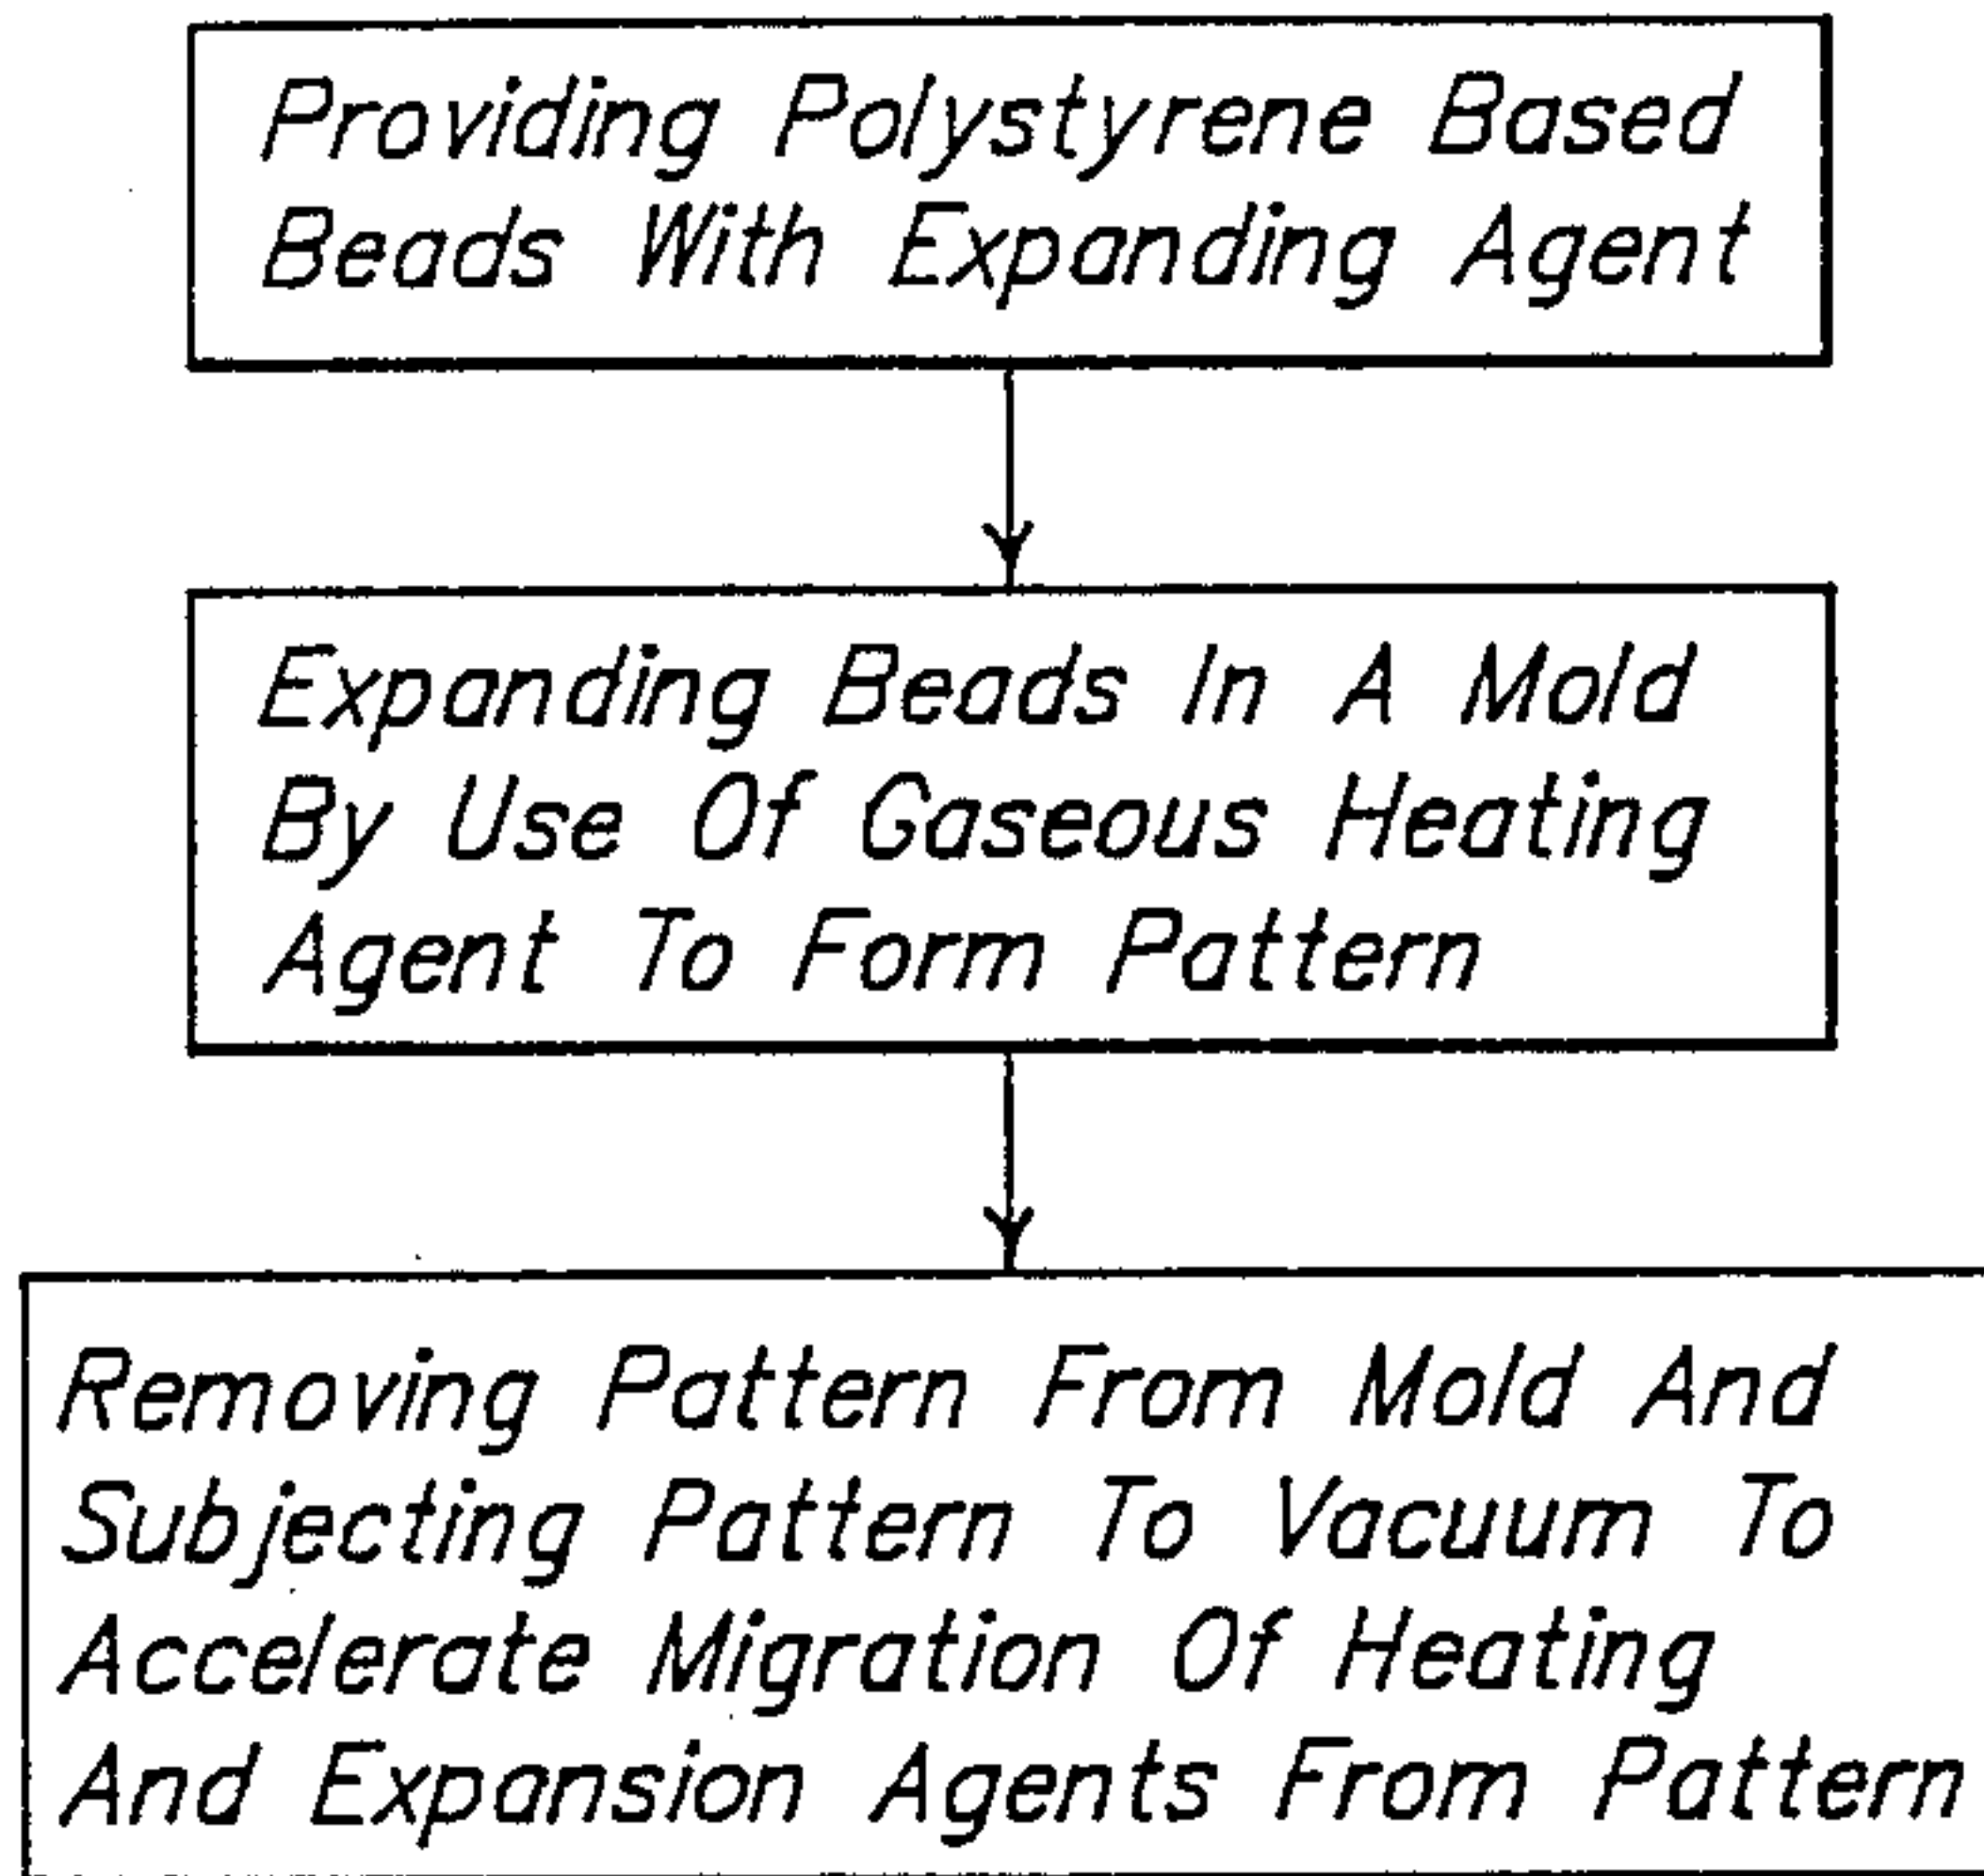 Providing Polystyrene Based
Beads With Expanding Agent
Expanding Beads In A Mold
By Use Of Gaseous Heating
Agent To Form Pattern
Removing Pattern From Mold And
Subjecting Pattern To Vacuum To
Accelerate Migration Of Heating
And Expansion Agents From Pattern